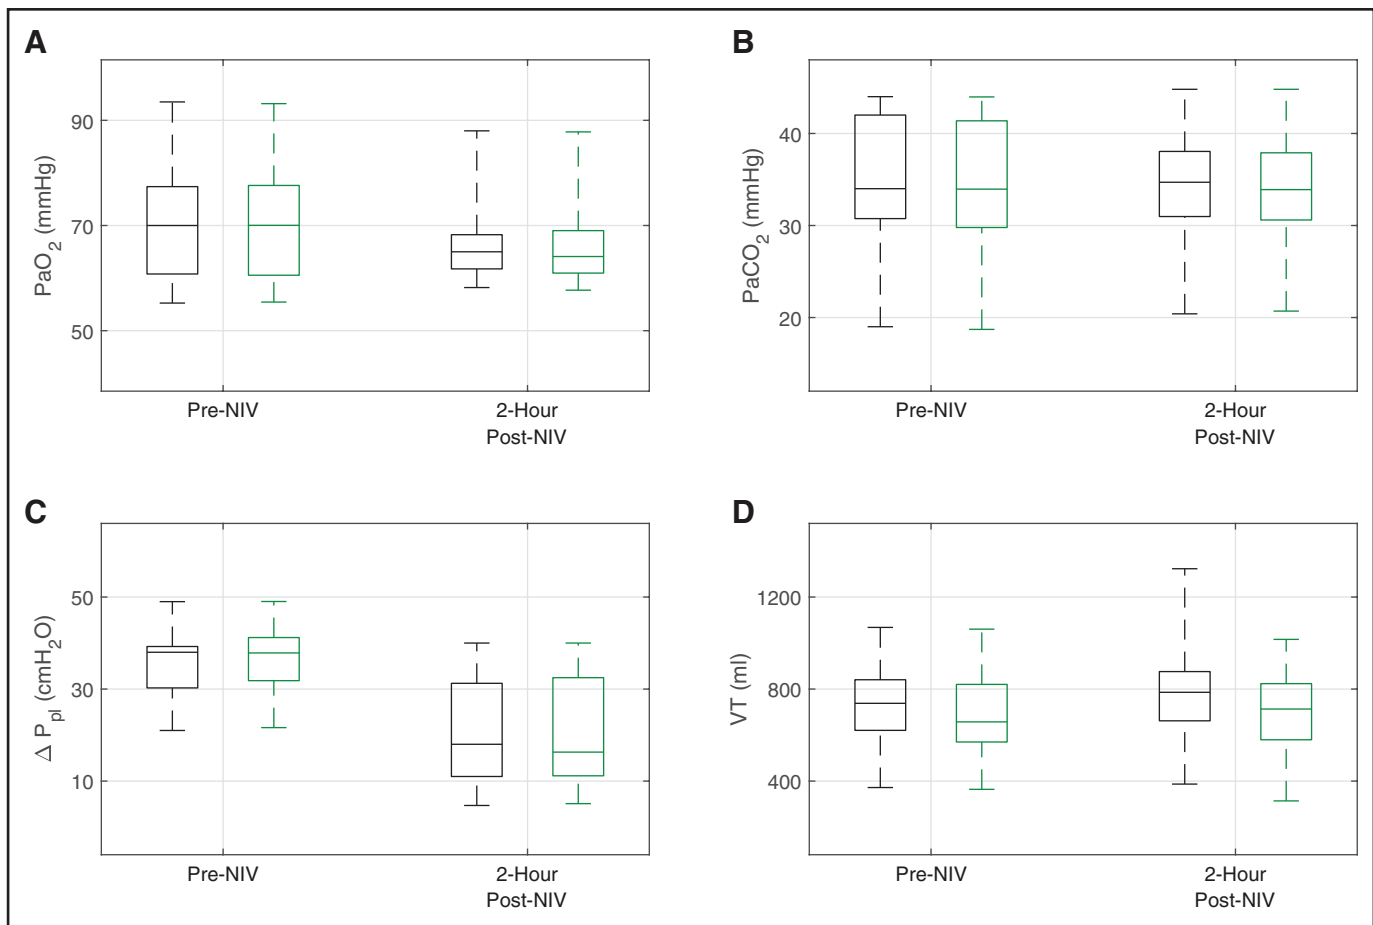 A
B
90
70
50
PaO2 (mmHg)
Pre-NIV
2-Hour
Post-NIV
40
30
20
PaCO2 (mmHg)
Pre-NIV
2-Hour
Post-NIV
C
D
50
30
10
Δ Ppl (cmH2O)
Pre-NIV
2-Hour
Post-NIV
1200
800
400
VT (ml)
Pre-NIV
2-Hour
Post-NIV